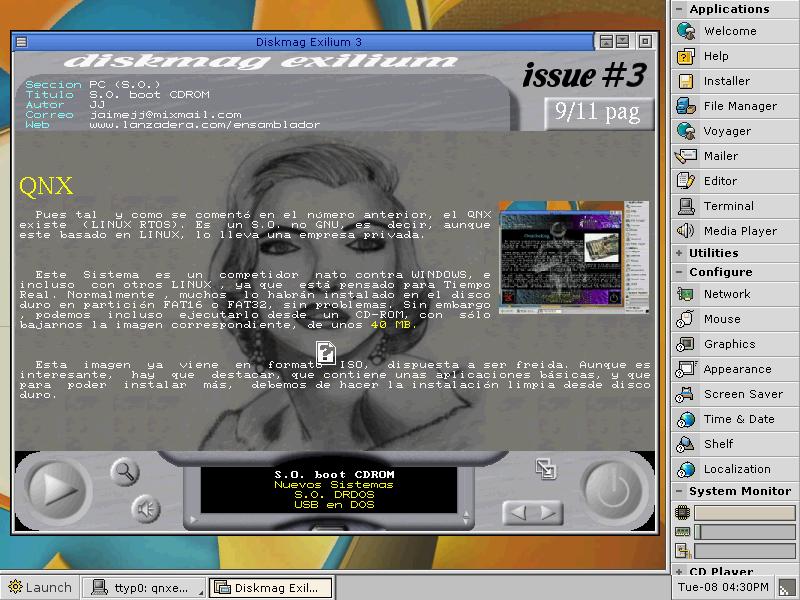 Diskmag Exilium 3
diskmag exilium
issue #3
Seccion PC (S.O.)
Titulo S.O. boot CDROM
Autor JJ
Correo jaimejj@mixmail.com
Web www.lanzadera.com/ensamblador
9/11 pag
QNX
Pues tal y como se comentó en el número anterior, el QNX
existe (LINUX RTOS). Es un S.O. no GNU, es decir, aunque
este basado en LINUX, lo lleva una empresa privada.
Este Sistema es un competidor nato contra WINDOWS, e
incluso con otros LINUX , ya que está pensado para Tiempo
Real. Normalmente , muchos lo habrán instalado en el disco
duro en partición FAT16 o FAT32, sin problemas. Sin embargo
, podemos incluso ejecutarlo desde un CD-ROM, con sólo
bajarnos la imagen correspondiente, de unos 40 MB.
Esta imagen ya viene en formato ISO, dispuesta a ser freida. Aunque es
interesante, hay que destacar, que contiene unas aplicaciones básicas, y que
para poder instalar más, debemos de hacer la instalación limpia desde disco
duro.
S.O. boot CDROM
Nuevos Sistemas
S.O. DRDOS
USB en DOS
Applications
Welcome
Help
Installer
File Manager
Voyager
Mailer
Editor
Terminal
Media Player
Utilities
Configure
Network
Mouse
Graphics
Appearance
Screen Saver
Time & Date
Shelf
Localization
System Monitor
CD Player
Launch
ttyp0: qnxe...
Diskmag Exil...
Tue-08 04:30PM